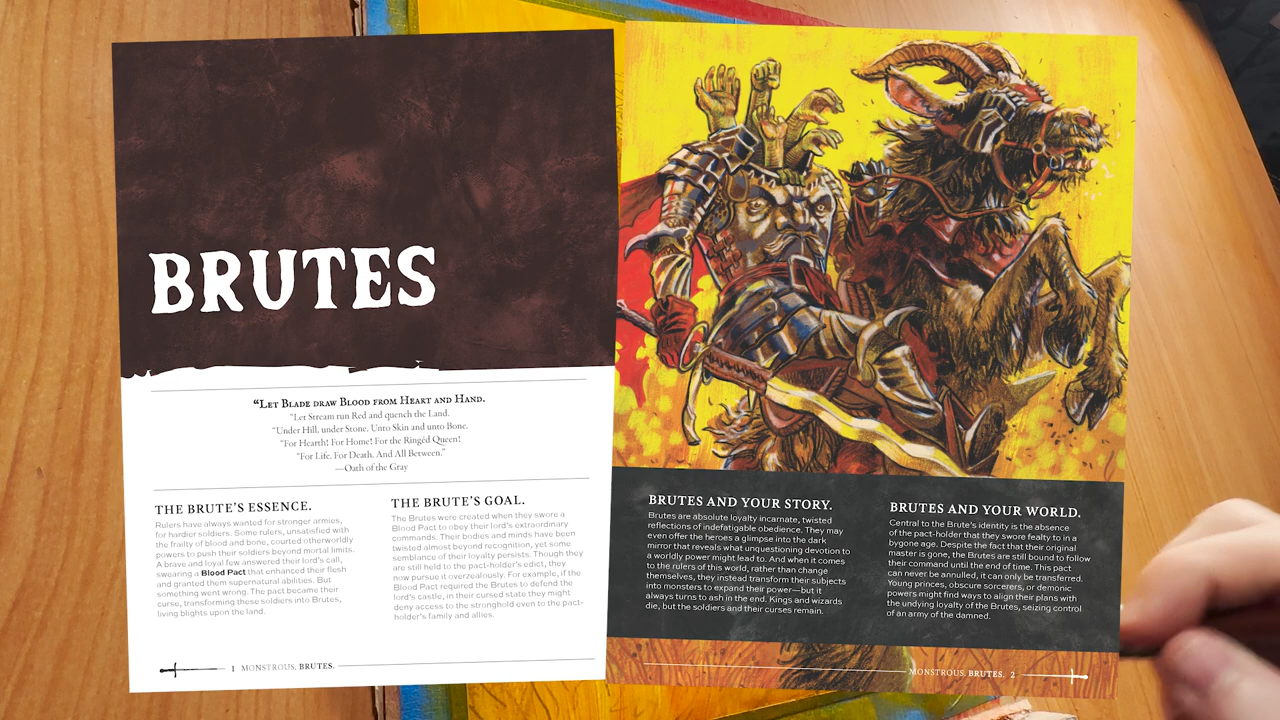 BRUTES
“Let Blade draw Blood from Heart and Hand.
“Let Stream run Red and quench the Land.
“Under Hill, under Stone. Unto Skin and unto Bone.
“For Hearth! For Home! For the Ringéd Queen!
“For Life. For Death. And All Between.”
—Oath of the Gray
THE BRUTE’S ESSENCE.
Rulers have always wanted for stronger armies,
for harder soldiers. Some rulers, unsatisfied with
the frailty of blood and bone, courted otherworldly
powers to push their soldiers beyond mortal limits.
A brave and loyal few answered their lord’s call,
swearing a Blood Pact that enhanced their flesh
and granted them supernatural abilities. But
something went wrong. The pact became their
curse, transforming these soldiers into Brutes,
living blights upon the land.
THE BRUTE’S GOAL.
The Brutes were created when they swore a
Blood Pact to obey their lord’s extraordinary
commands. Their bodies and minds have been
twisted almost beyond recognition, yet some
semblance of their loyalty persists. Though they
are still held to the pact-holder’s edict, they
now pursue it overzealously. For example, if the
Blood Pact required the Brutes to defend the
lord’s castle, in their cursed state they might
deny access to the stronghold even to the pact-
holder’s family and allies.
1 MONSTROUS. BRUTES.
BRUTES AND YOUR STORY.
Brutes are absolute loyalty incarnate, twisted
reflections of indefatigable obedience. They may
even offer the heroes a glimpse into the dark
mirror that reveals what unquestioning devotion to
a worldly power might lead to. And when it comes
to the rulers of this world, rather than change
themselves, they instead transform their subjects
into monsters to expand their power—but it
always turns to ash in the end. Kings and wizards
die, but the soldiers and their curses remain.
BRUTES AND YOUR WORLD.
Central to the Brute’s identity is the absence
of the pact-holder that they swore fealty to in a
bygone age. Despite the fact that their original
master is gone, the Brutes are still bound to follow
their command until the end of time. This pact
can never be annulled, it can only be transferred.
Young princes, obscure sorcerers, or demonic
powers might find ways to align their plans with
the undying loyalty of the Brutes, seizing control
of an army of the damned.
MONSTROUS. BRUTES. 2